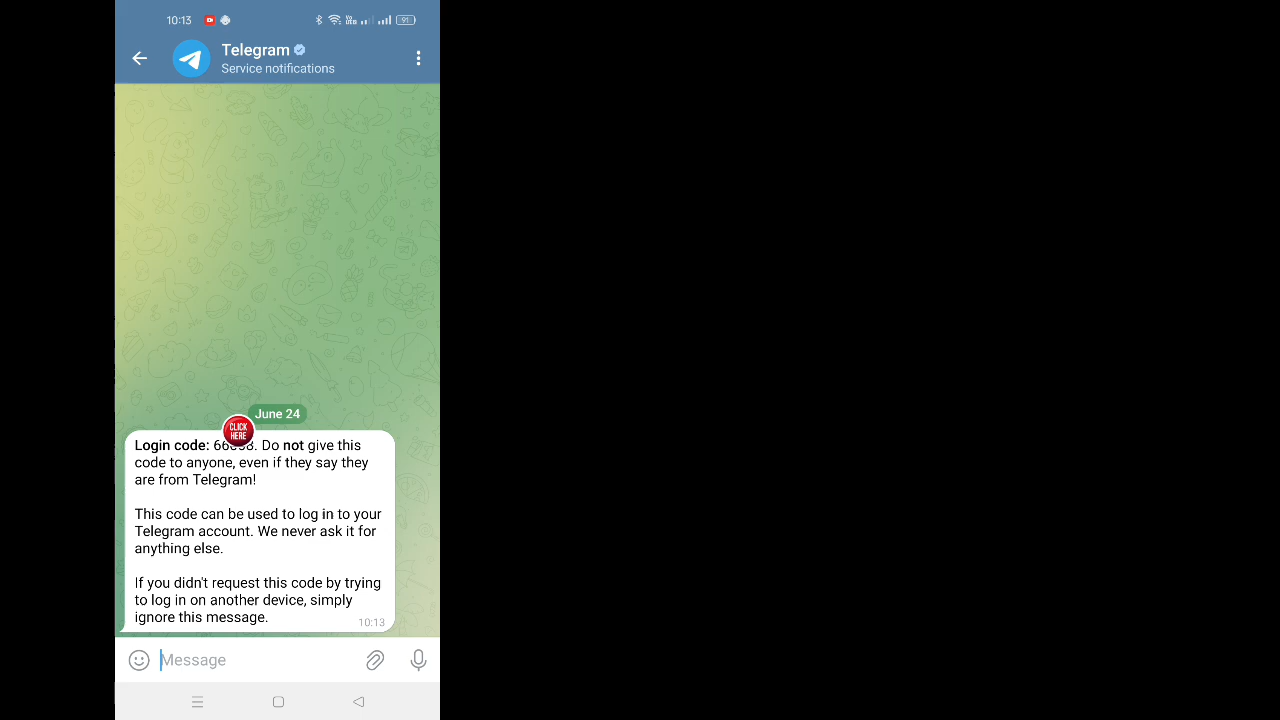 10:13
91
Telegram
Service notifications
June 24
CLICK
HERE
Login code: Do not give this
code to anyone, even if they say they
are from Telegram!
This code can be used to log in to your
Telegram account. We never ask it for
anything else.
If you didn't request this code by trying
to log in on another device, simply
ignore this message.
10:13
Message